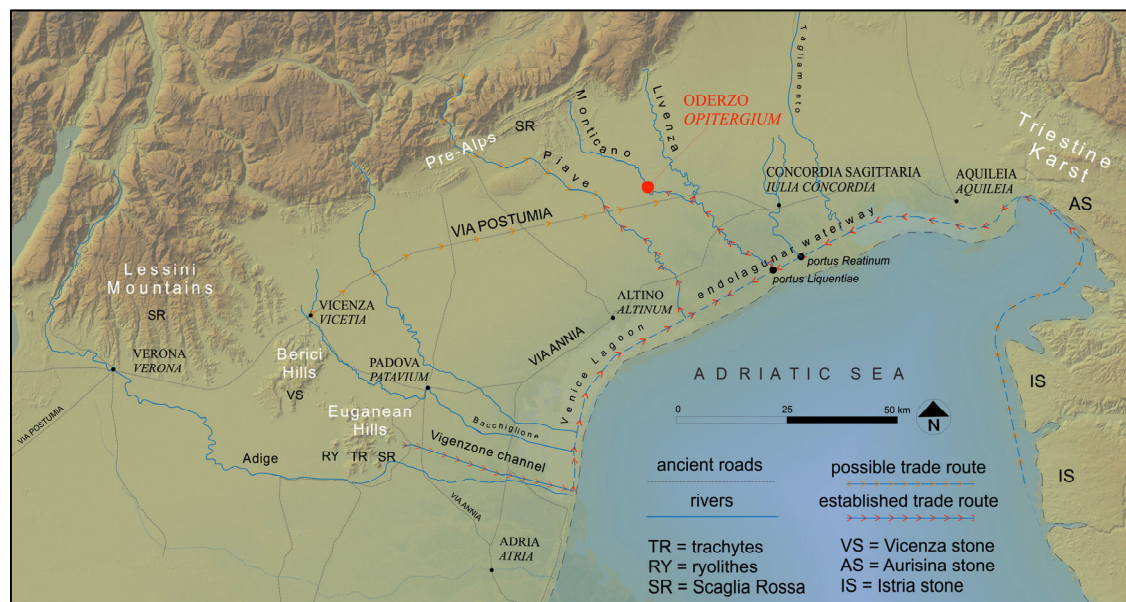 Tagliamento
Livenza
Monticano
ODERZO
OPITERGIUM
SR
Pre-Alps
Piave
Triestine
Karst
CONCORDIA SAGITTARIA
IULIA CONCORDIA
AQUILEIA
AQUILEIA
AS
VIA POSTUMIA
endolagunar waterway
portus Reatinum
portus Liquentiae
Lessini
Mountains
SR
VICENZA
VICETIA
ALTINO
ALTINUM
VIA ANNIA
Venice Lagoon
VERONA
VERONA
Berici
Hills
VS
PADOVA
PATAVIUM
ADRIATIC SEA
IS
0 25 50 km
N
VIA POSTUMIA
Euganean
Hills
Bacchiglione
Vigenzone channel
Adige
RY TR SR
VIA ANNIA
ADRIA
ATRIA
IS
ancient roads
possible trade route
rivers
established trade route
TR = trachytes
RY = ryolithes
SR = Scaglia Rossa
VS = Vicenza stone
AS = Aurisina stone
IS = Istria stone